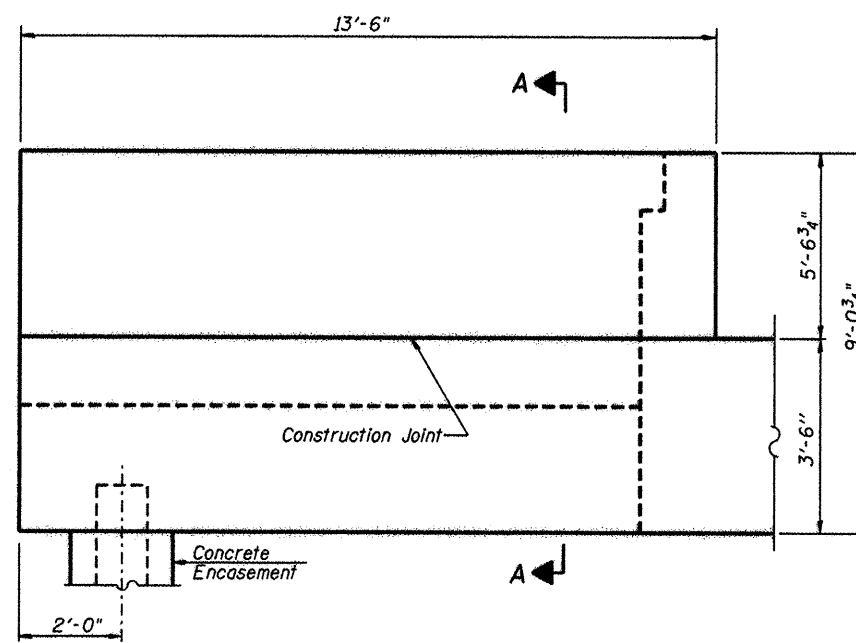 13'-6"
A
5'-6¾"
9'-0¾"
3'-6"
Construction Joint
Concrete
Encasement
A
2'-0"